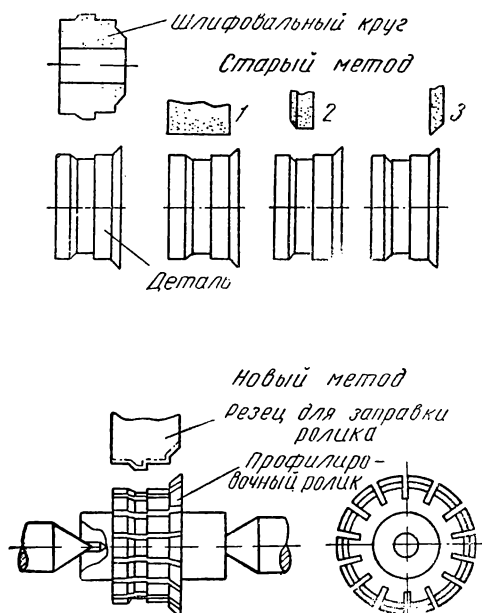 Шлифовальный круг
Старый метод
1
2
3
Деталь
Новый метод
Резец для заправки
ролика
Профилиро-
вочный ролик